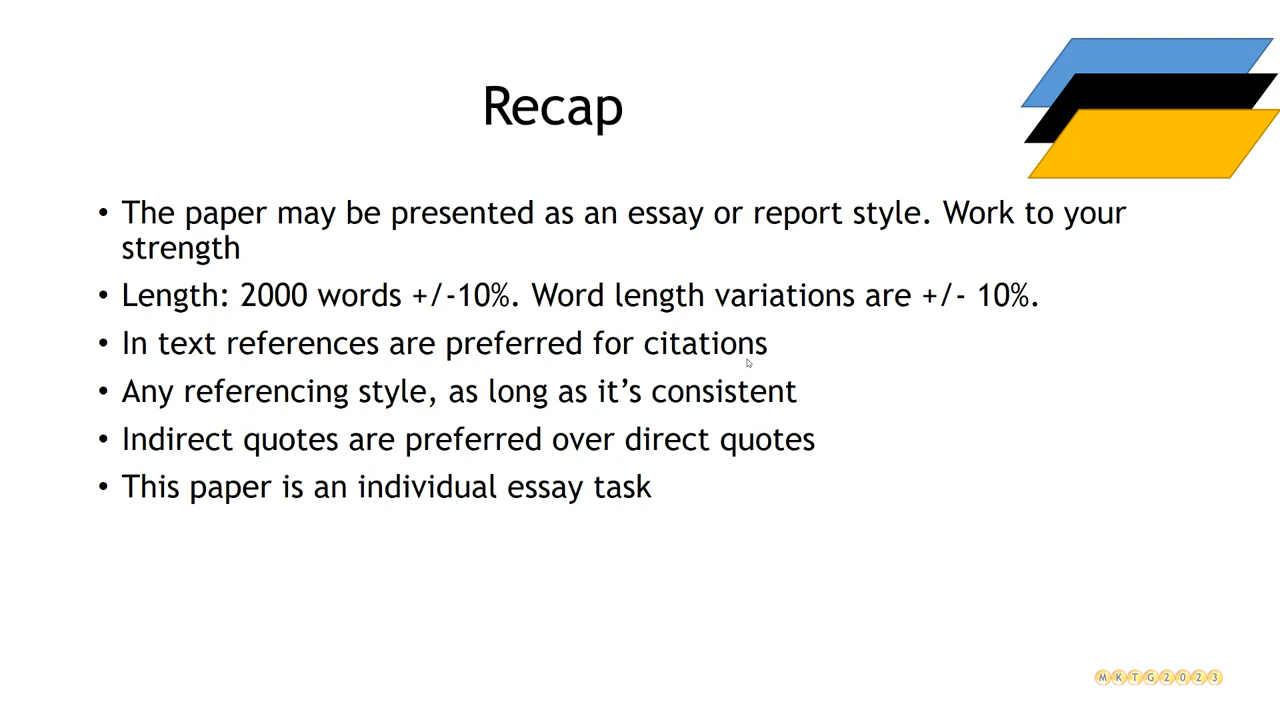 Recap
• The paper may be presented as an essay or report style. Work to your
strength
• Length: 2000 words +/-10%. Word length variations are +/- 10%.
• In text references are preferred for citations
• Any referencing style, as long as it’s consistent
• Indirect quotes are preferred over direct quotes
• This paper is an individual essay task
MKTG2023